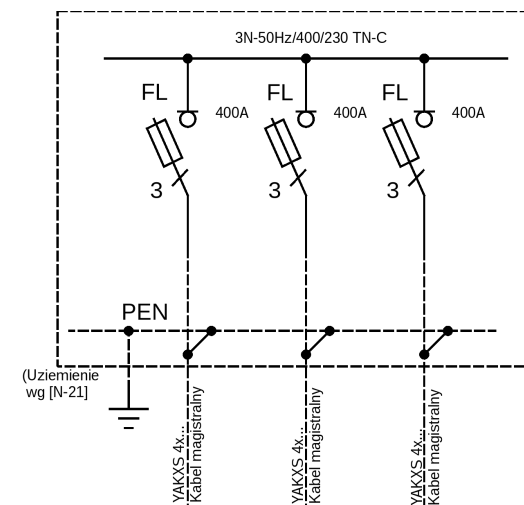 3N-50Hz/400/230 TN-C
FL
400A
3
FL
400A
3
FL
400A
3
PEN
(Uziemienie
wg [N-21]
YAKXS 4x...
Kabel magistralny
YAKXS 4x...
Kabel magistralny
YAKXS 4x...
Kabel magistralny